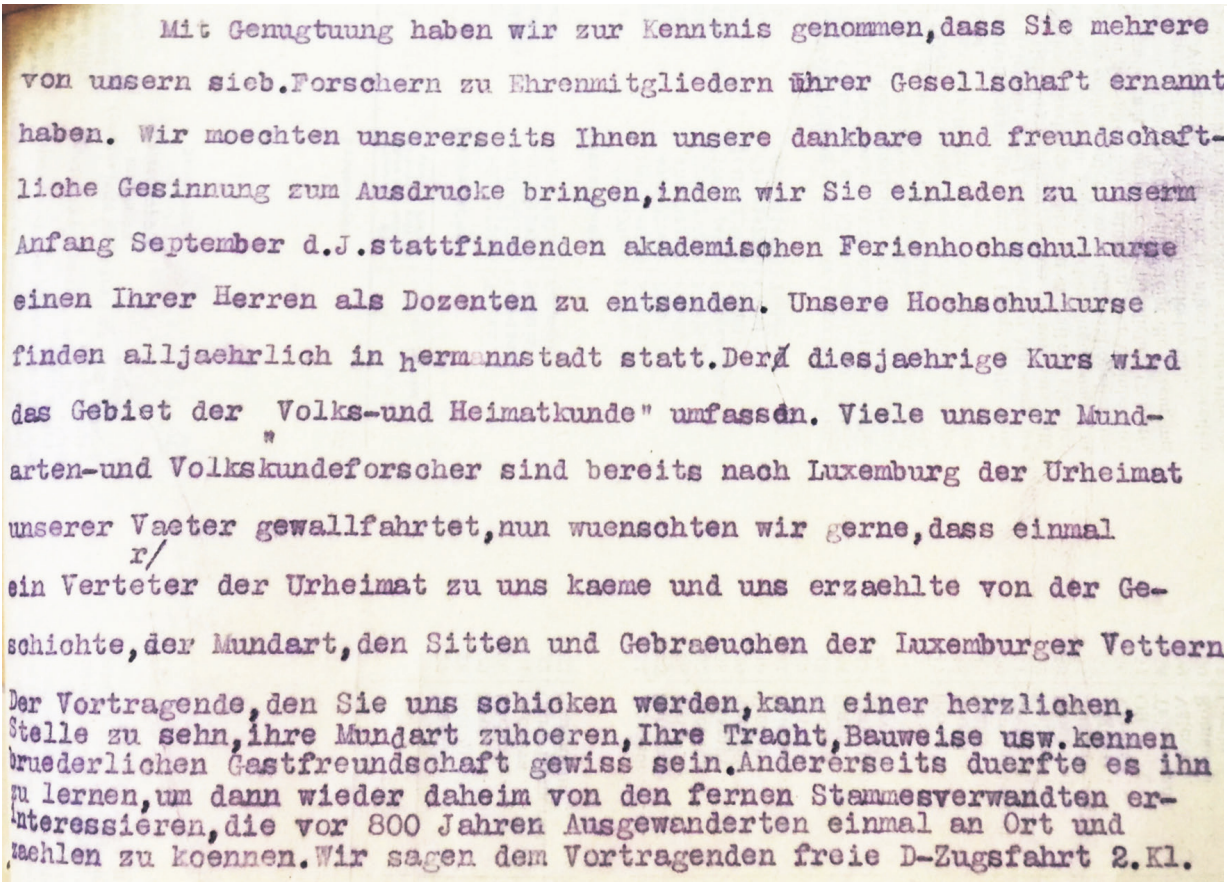 Mit Genugtuung haben wir zur Kenntnis genommen,dass Sie mehrere
von unsern sieb.Forschern zu Ehrenmitgliedern Ihrer Gesellschaft ernannt
haben. Wir moechten unsererseits Ihnen unsere dankbare und freundschaft-
liche Gesinnung zum Ausdrucke bringen,indem wir Sie einladen zu unserm
Anfang September d.J.stattfindenden akademischen Ferienhochschulkurse
einen Ihrer Herren als Dozenten zu entsenden. Unsere Hochschulkurse
finden alljaehrlich in hermannstadt statt.Der diesjaehrige Kurs wird
das Gebiet der "Volks-und Heimatkunde" umfassen. Viele unserer Mund-
arten-und Volkskundeforscher sind bereits nach Luxemburg der Urheimat
unserer Vaeter gewallfahrtet,nun wuenschten wir gerne,dass einmal
r/
ein Verteter der Urheimat zu uns kaeme und uns erzaehlte von der Ge-
schichte,der Mundart,den Sitten und Gebraeuchen der Luxemburger Vettern
Der Vortragende,den Sie uns schicken werden,kann einer herzlichen,
Stelle zu sehn,ihre Mundart zuhoeren,Ihre Tracht,Bauweise usw.kennen
bruederlichen Gastfreundschaft gewiss sein.Andererseits duerfte es ihn
zu lernen,um dann wieder daheim von den fernen Stammesverwandten er-
interessieren,die vor 800 Jahren Ausgewanderten einmal an Ort und
zaehlen zu koennen.Wir sagen dem Vortragenden freie D-Zugsfahrt 2.Kl.